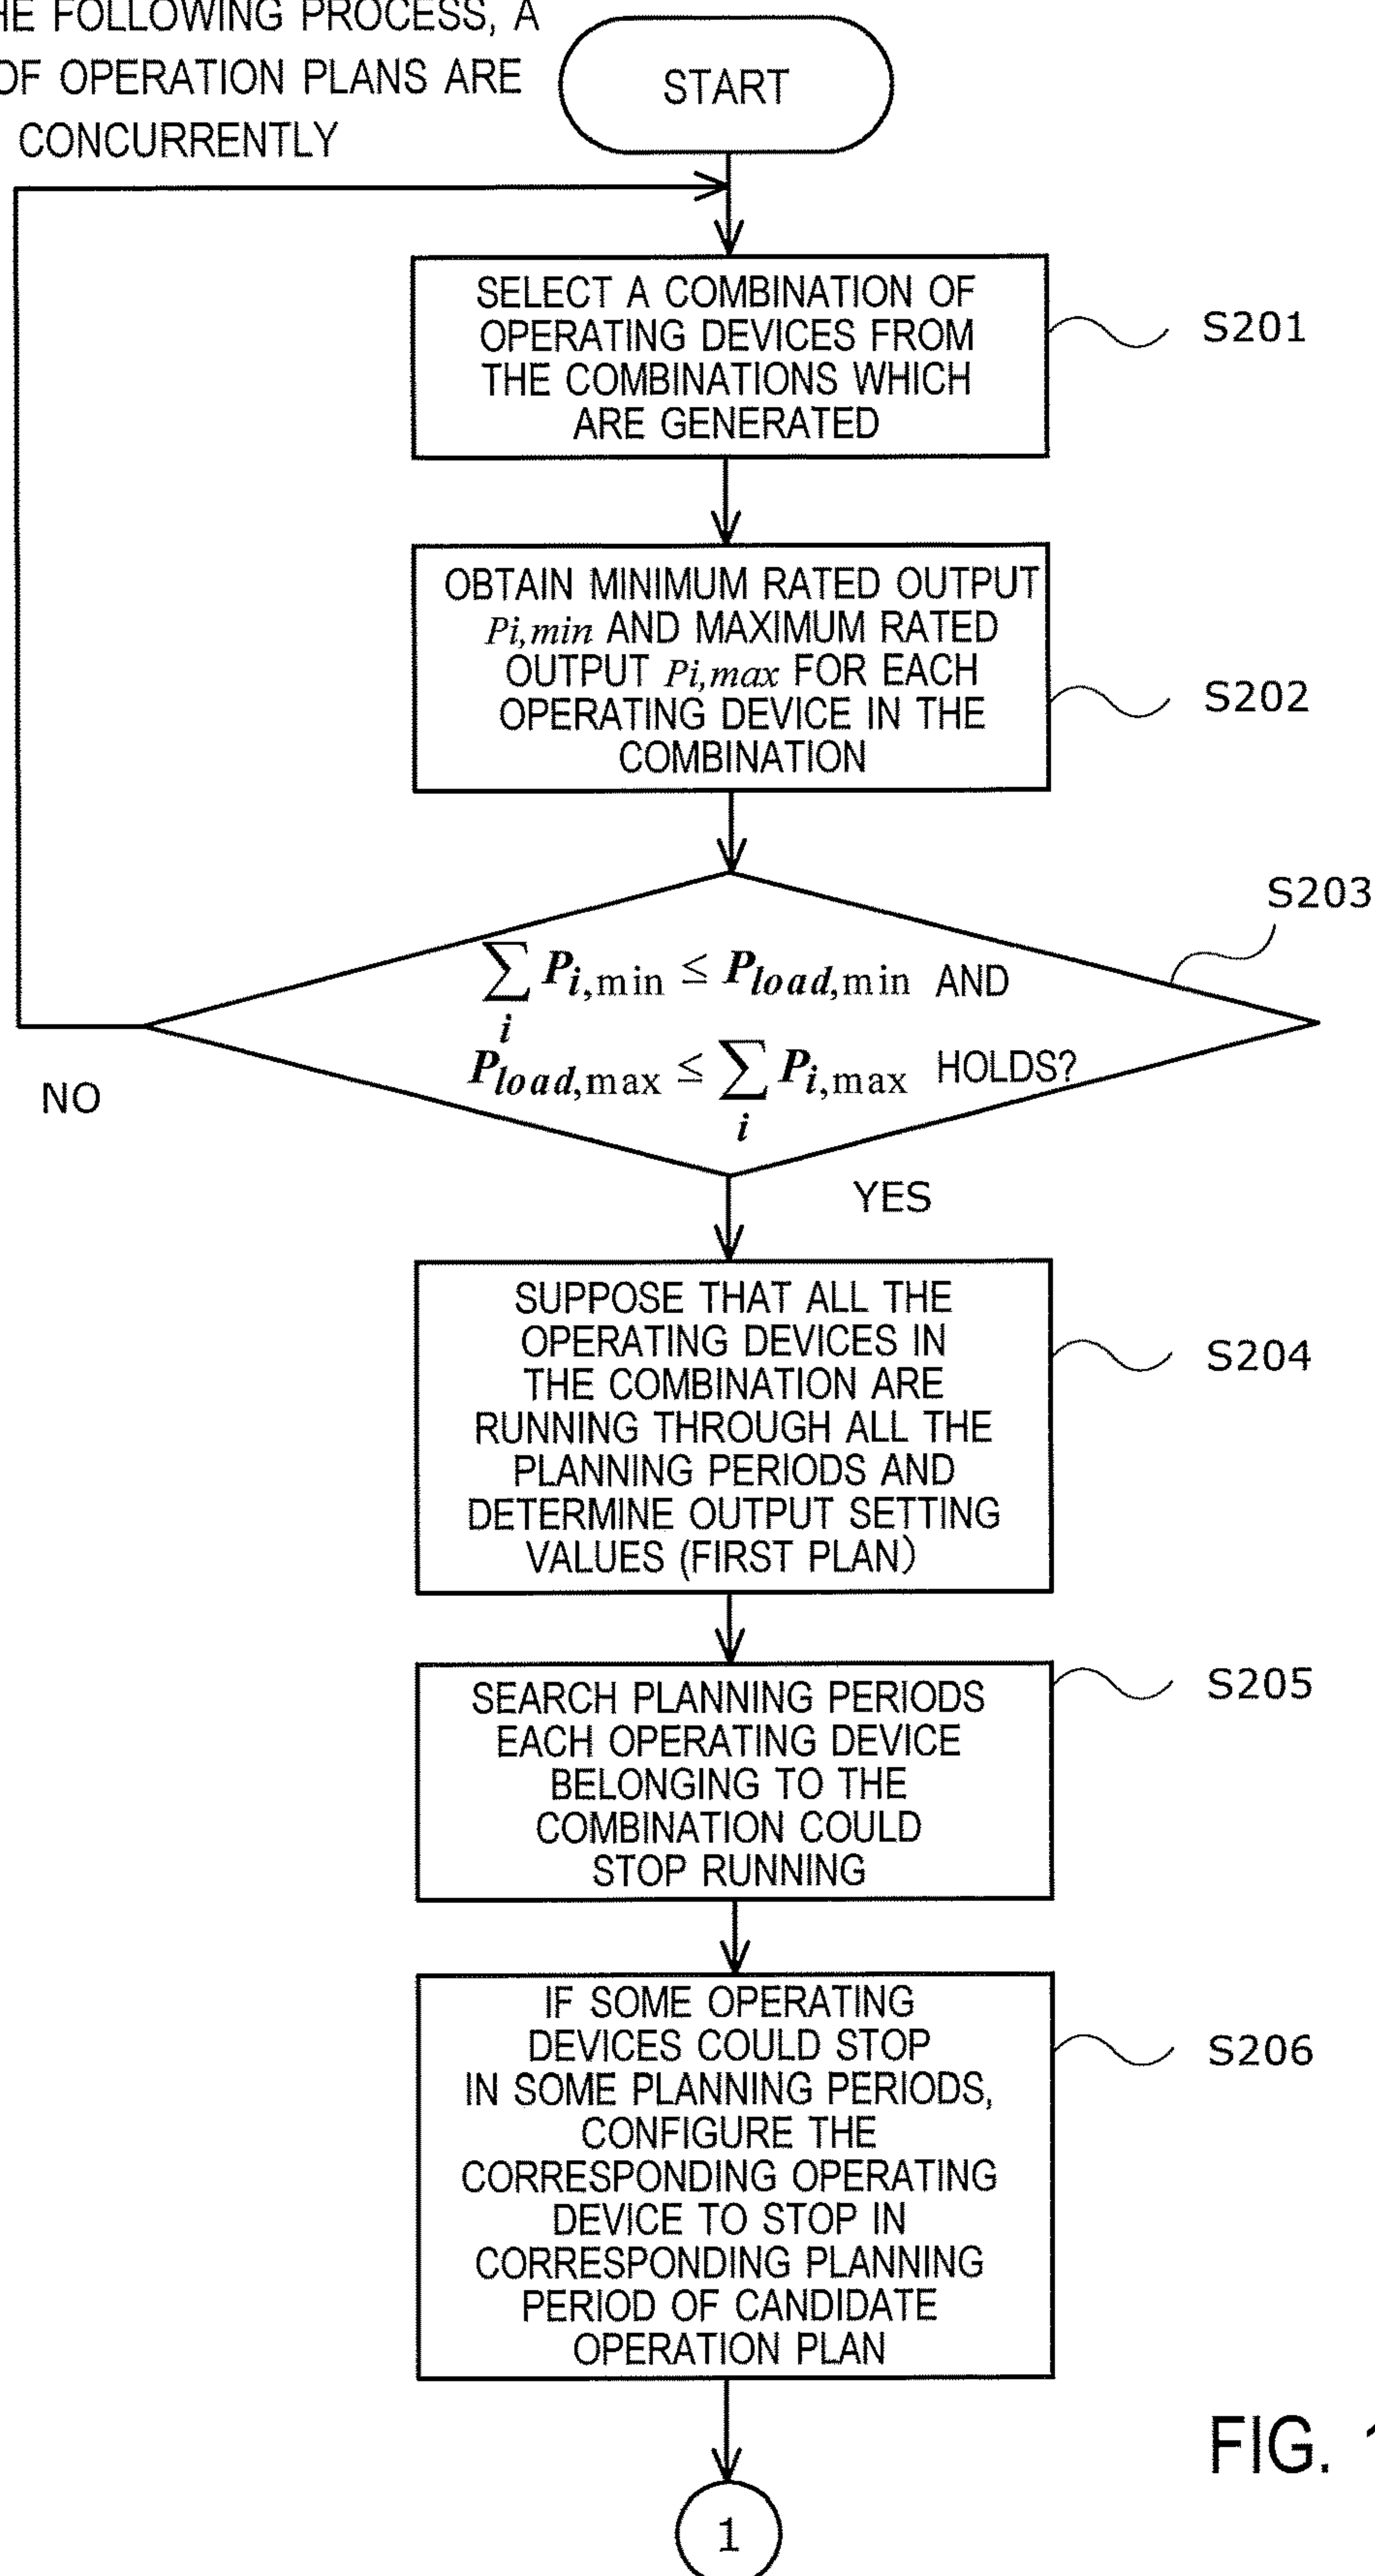 FOLLOWING PROCESS, A
OF OPERATION PLANS ARE
CONCURRENTLY
START
SELECT A COMBINATION OF
OPERATING DEVICES FROM
THE COMBINATIONS WHICH
ARE GENERATED
S201
OBTAIN MINIMUM RATED OUTPUT
Pi,min AND MAXIMUM RATED
OUTPUT Pi,max FOR EACH
OPERATING DEVICE IN THE
COMBINATION
S202
S203
∑i Pi,min ≤ Pload,min AND
Pload,max ≤ ∑i Pi,max HOLDS?
NO
YES
SUPPOSE THAT ALL THE
OPERATING DEVICES IN
THE COMBINATION ARE
RUNNING THROUGH ALL THE
PLANNING PERIODS AND
DETERMINE OUTPUT SETTING
VALUES (FIRST PLAN)
S204
SEARCH PLANNING PERIODS
EACH OPERATING DEVICE
BELONGING TO THE
COMBINATION COULD
STOP RUNNING
S205
IF SOME OPERATING
DEVICES COULD STOP
IN SOME PLANNING PERIODS,
CONFIGURE THE
CORRESPONDING OPERATING
DEVICE TO STOP IN
CORRESPONDING PLANNING
PERIOD OF CANDIDATE
OPERATION PLAN
S206
FIG.
1